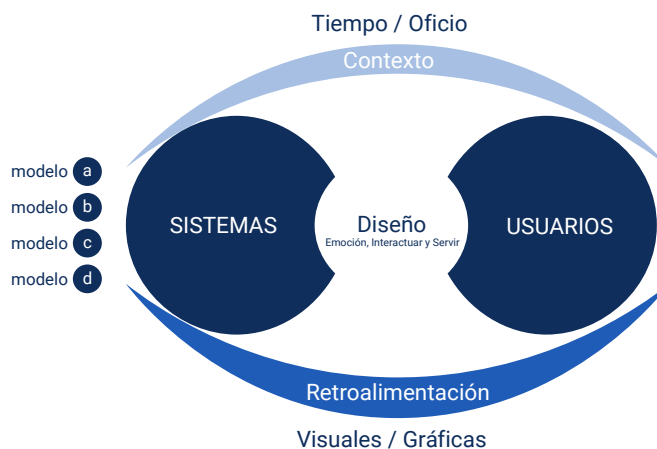 Tiempo / Oficio
Contexto
modelo a
modelo b
modelo c
modelo d
SISTEMAS
Diseño
Emoción, Interactuar y Servir
USUARIOS
Retroalimentación
Visuales / Gráficas